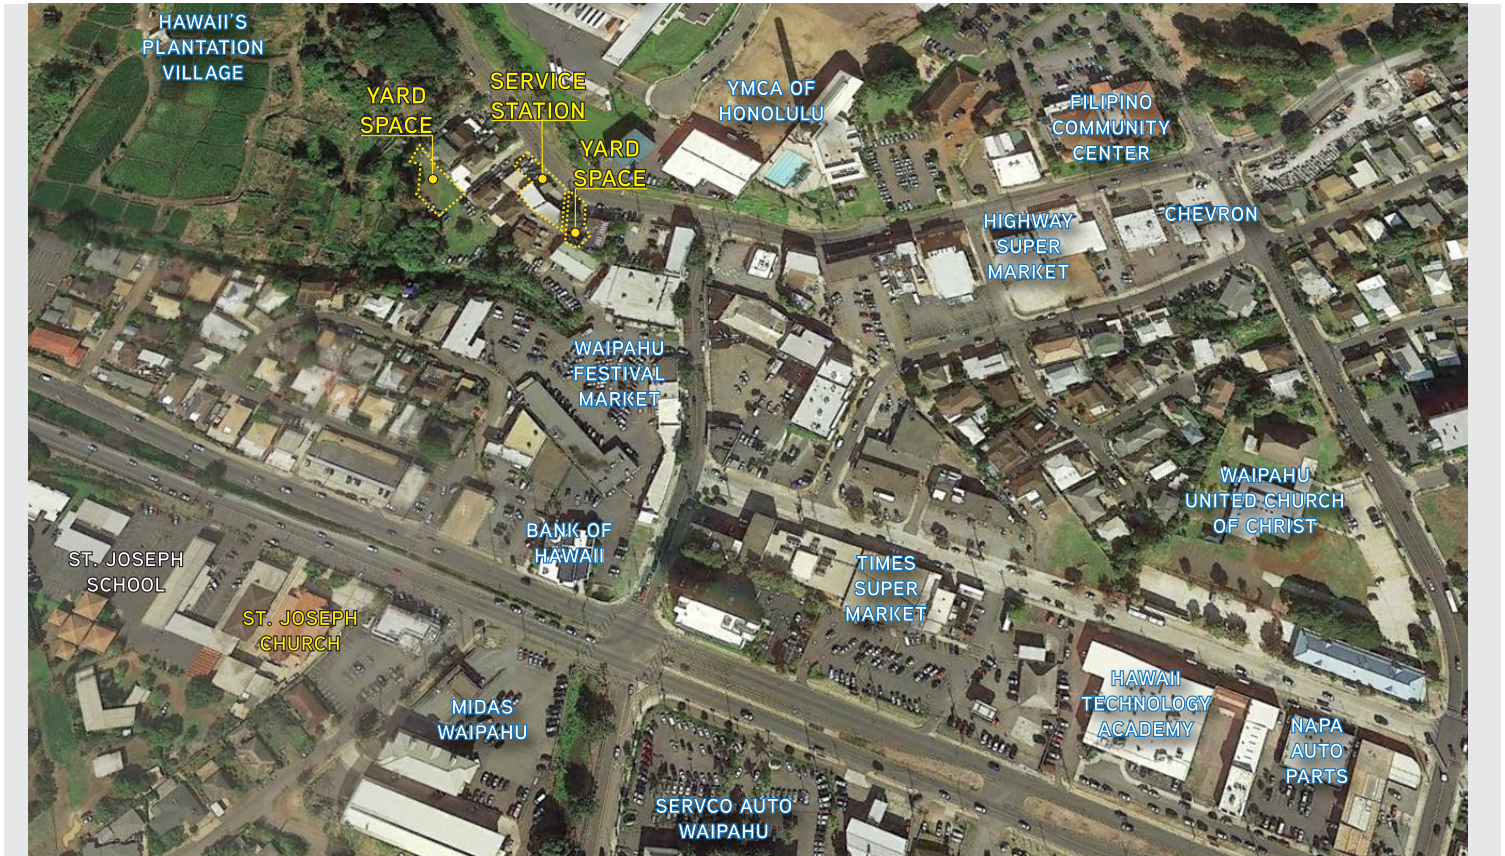 HAWAII'S
PLANTATION
VILLAGE
YARD
SPACE
SERVICE
STATION
YARD
SPACE
YMCA OF
HONOLULU
FILIPINO
COMMUNITY
CENTER
HIGHWAY
SUPER
MARKET
CHEVRON
WAIPAHU
FESTIVAL
MARKET
WAIPAHU
UNITED CHURCH
OF CHRIST
BANK OF
HAWAII
ST. JOSEPH
SCHOOL
TIMES
SUPER
MARKET
ST. JOSEPH
CHURCH
MIDAS
WAIPAHU
HAWAII
TECHNOLOGY
ACADEMY
NAPA
AUTO
PARTS
SERVCO AUTO
WAIPAHU